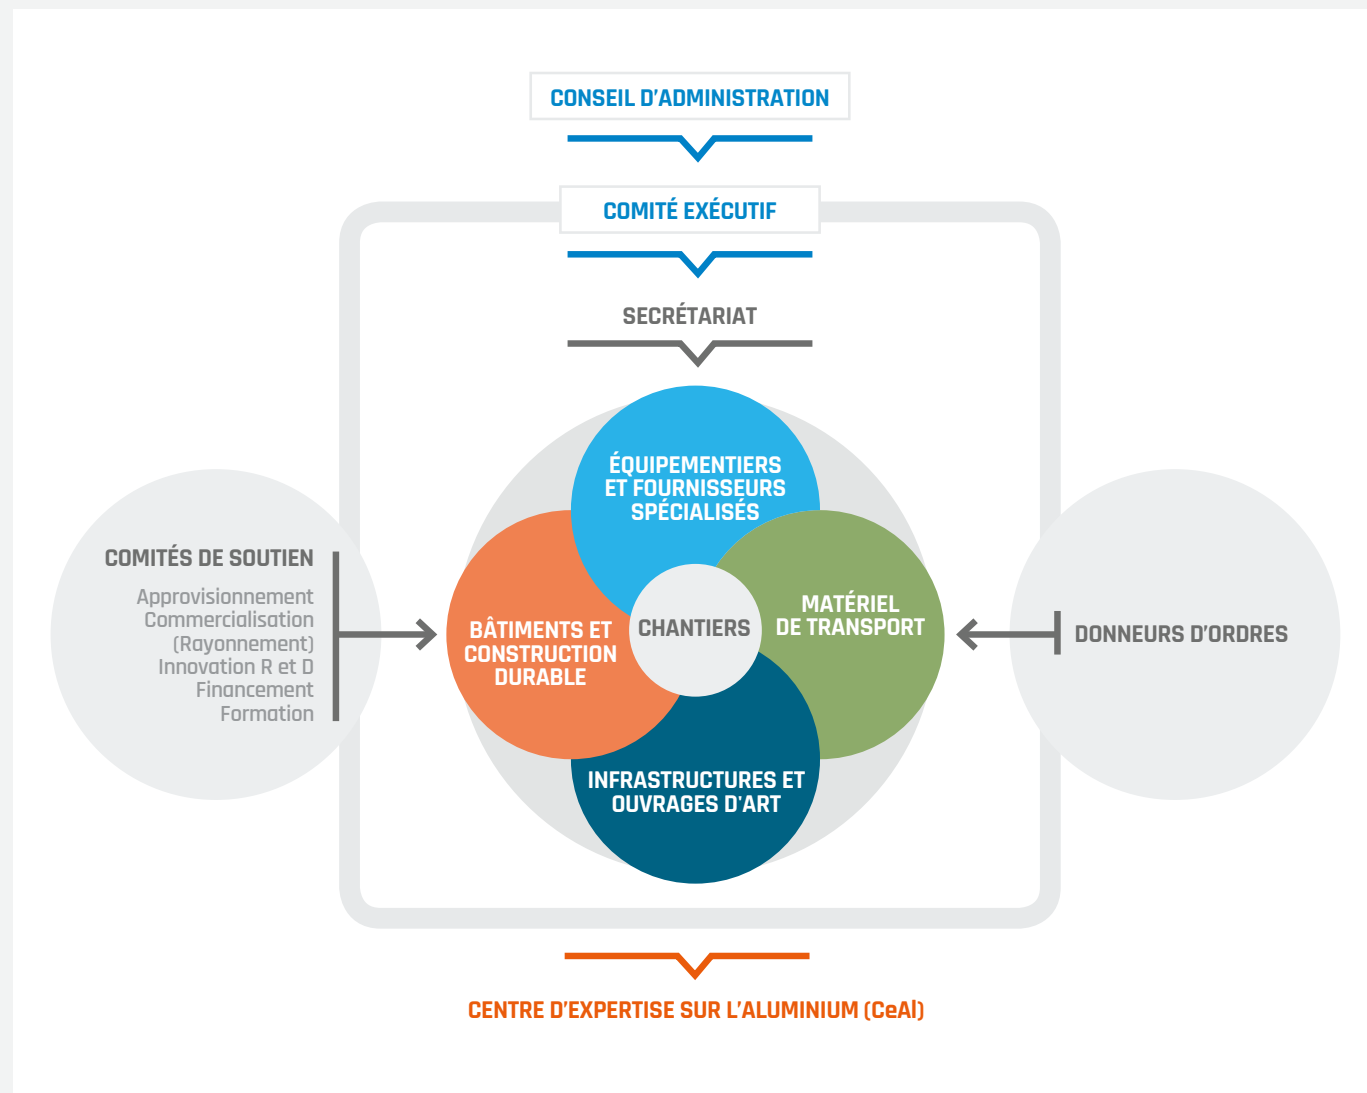 CONSEIL D'ADMINISTRATION
COMITÉ EXÉCUTIF
SECRÉTARIAT
ÉQUIPEMENTIERS
ET FOURNISSEURS
SPÉCIALISÉS
COMITÉS DE SOUTIEN
Approvisionnement
Commercialisation
(Rayonnement)
Innovation R et D
Financement
Formation
BÂTIMENTS ET
CONSTRUCTION
DURABLE
CHANTIERS
MATÉRIEL
DE TRANSPORT
DONNEURS D'ORDRES
INFRASTRUCTURES ET
OUVRAGES D'ART
CENTRE D'EXPERTISE SUR L'ALUMINIUM (CeAl)